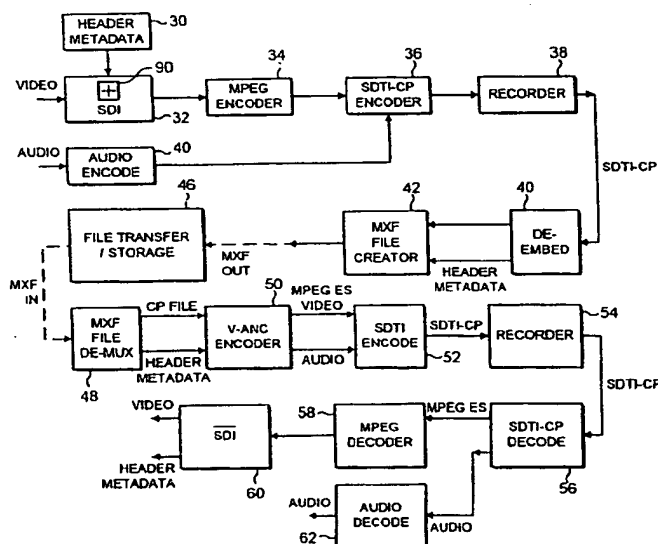 HEADER
METADATA
30
VIDEO
90
SDI
32
34
MPEG
ENCODER
36
SDTI-CP
ENCODER
38
RECORDER
AUDIO
AUDIO
ENCODE
40
SDTI-CP
46
FILE TRANSFER
/ STORAGE
MXF
OUT
42
MXF
FILE
CREATOR
HEADER
METADATA
40
DE-
EMBED
MXF
IN
MXF
FILE
DE-MUX
48
CP FILE
HEADER
METADATA
50
V-ANC
ENCODER
MPEG ES
VIDEO
AUDIO
SDTI
ENCODE
52
SDTI-CP
54
RECORDER
SDTI-CP
VIDEO
HEADER
METADATA
SDI
60
58
MPEG
DECODER
MPEG ES
SDTI-CP
DECODE
56
AUDIO
AUDIO
DECODE
62
AUDIO